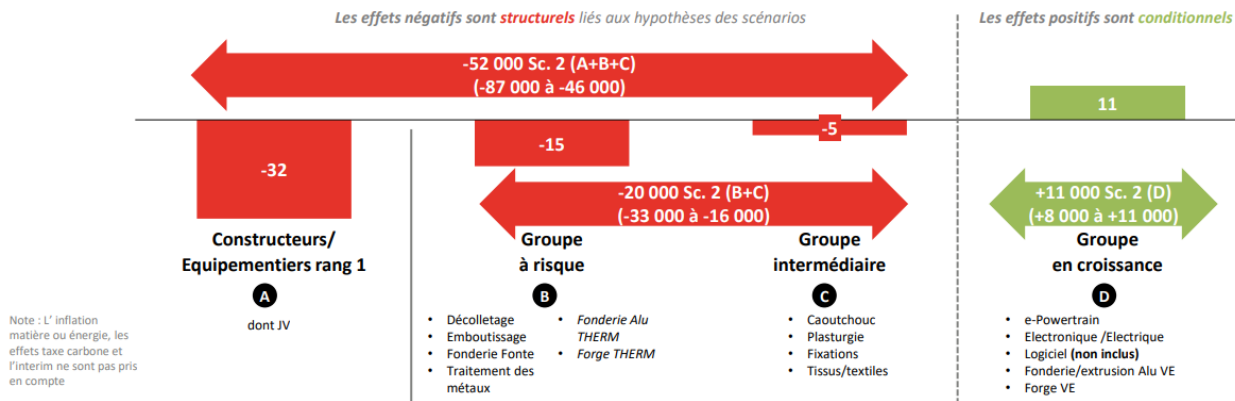 Les effets négatifs sont structurels liés aux hypothèses des scénarios
Les effets positifs sont conditionnels
-52 000 Sc. 2 (A+B+C)
(-87 000 à -46 000)
11
-32
-15
-5
-20 000 Sc. 2 (B+C)
(-33 000 à -16 000)
+11 000 Sc. 2 (D)
(+8 000 à +11 000)
Constructeurs/
Equipementiers rang 1
A
dont JV
Groupe
à risque
B
• Décolletage
• Emboutissage
• Fonderie Fonte
• Traitement des
métaux
• Fonderie Alu
THERM
• Forge THERM
Groupe
intermédiaire
C
• Caoutchouc
• Plasturgie
• Fixations
• Tissus/textiles
Groupe
en croissance
D
• e-Powertrain
• Electronique /Electrique
• Logiciel (non inclus)
• Fonderie/extrusion Alu VE
• Forge VE
Note : L' inflation
matière ou énergie, les
effets taxe carbone et
l'interim ne sont pas pris
en compte